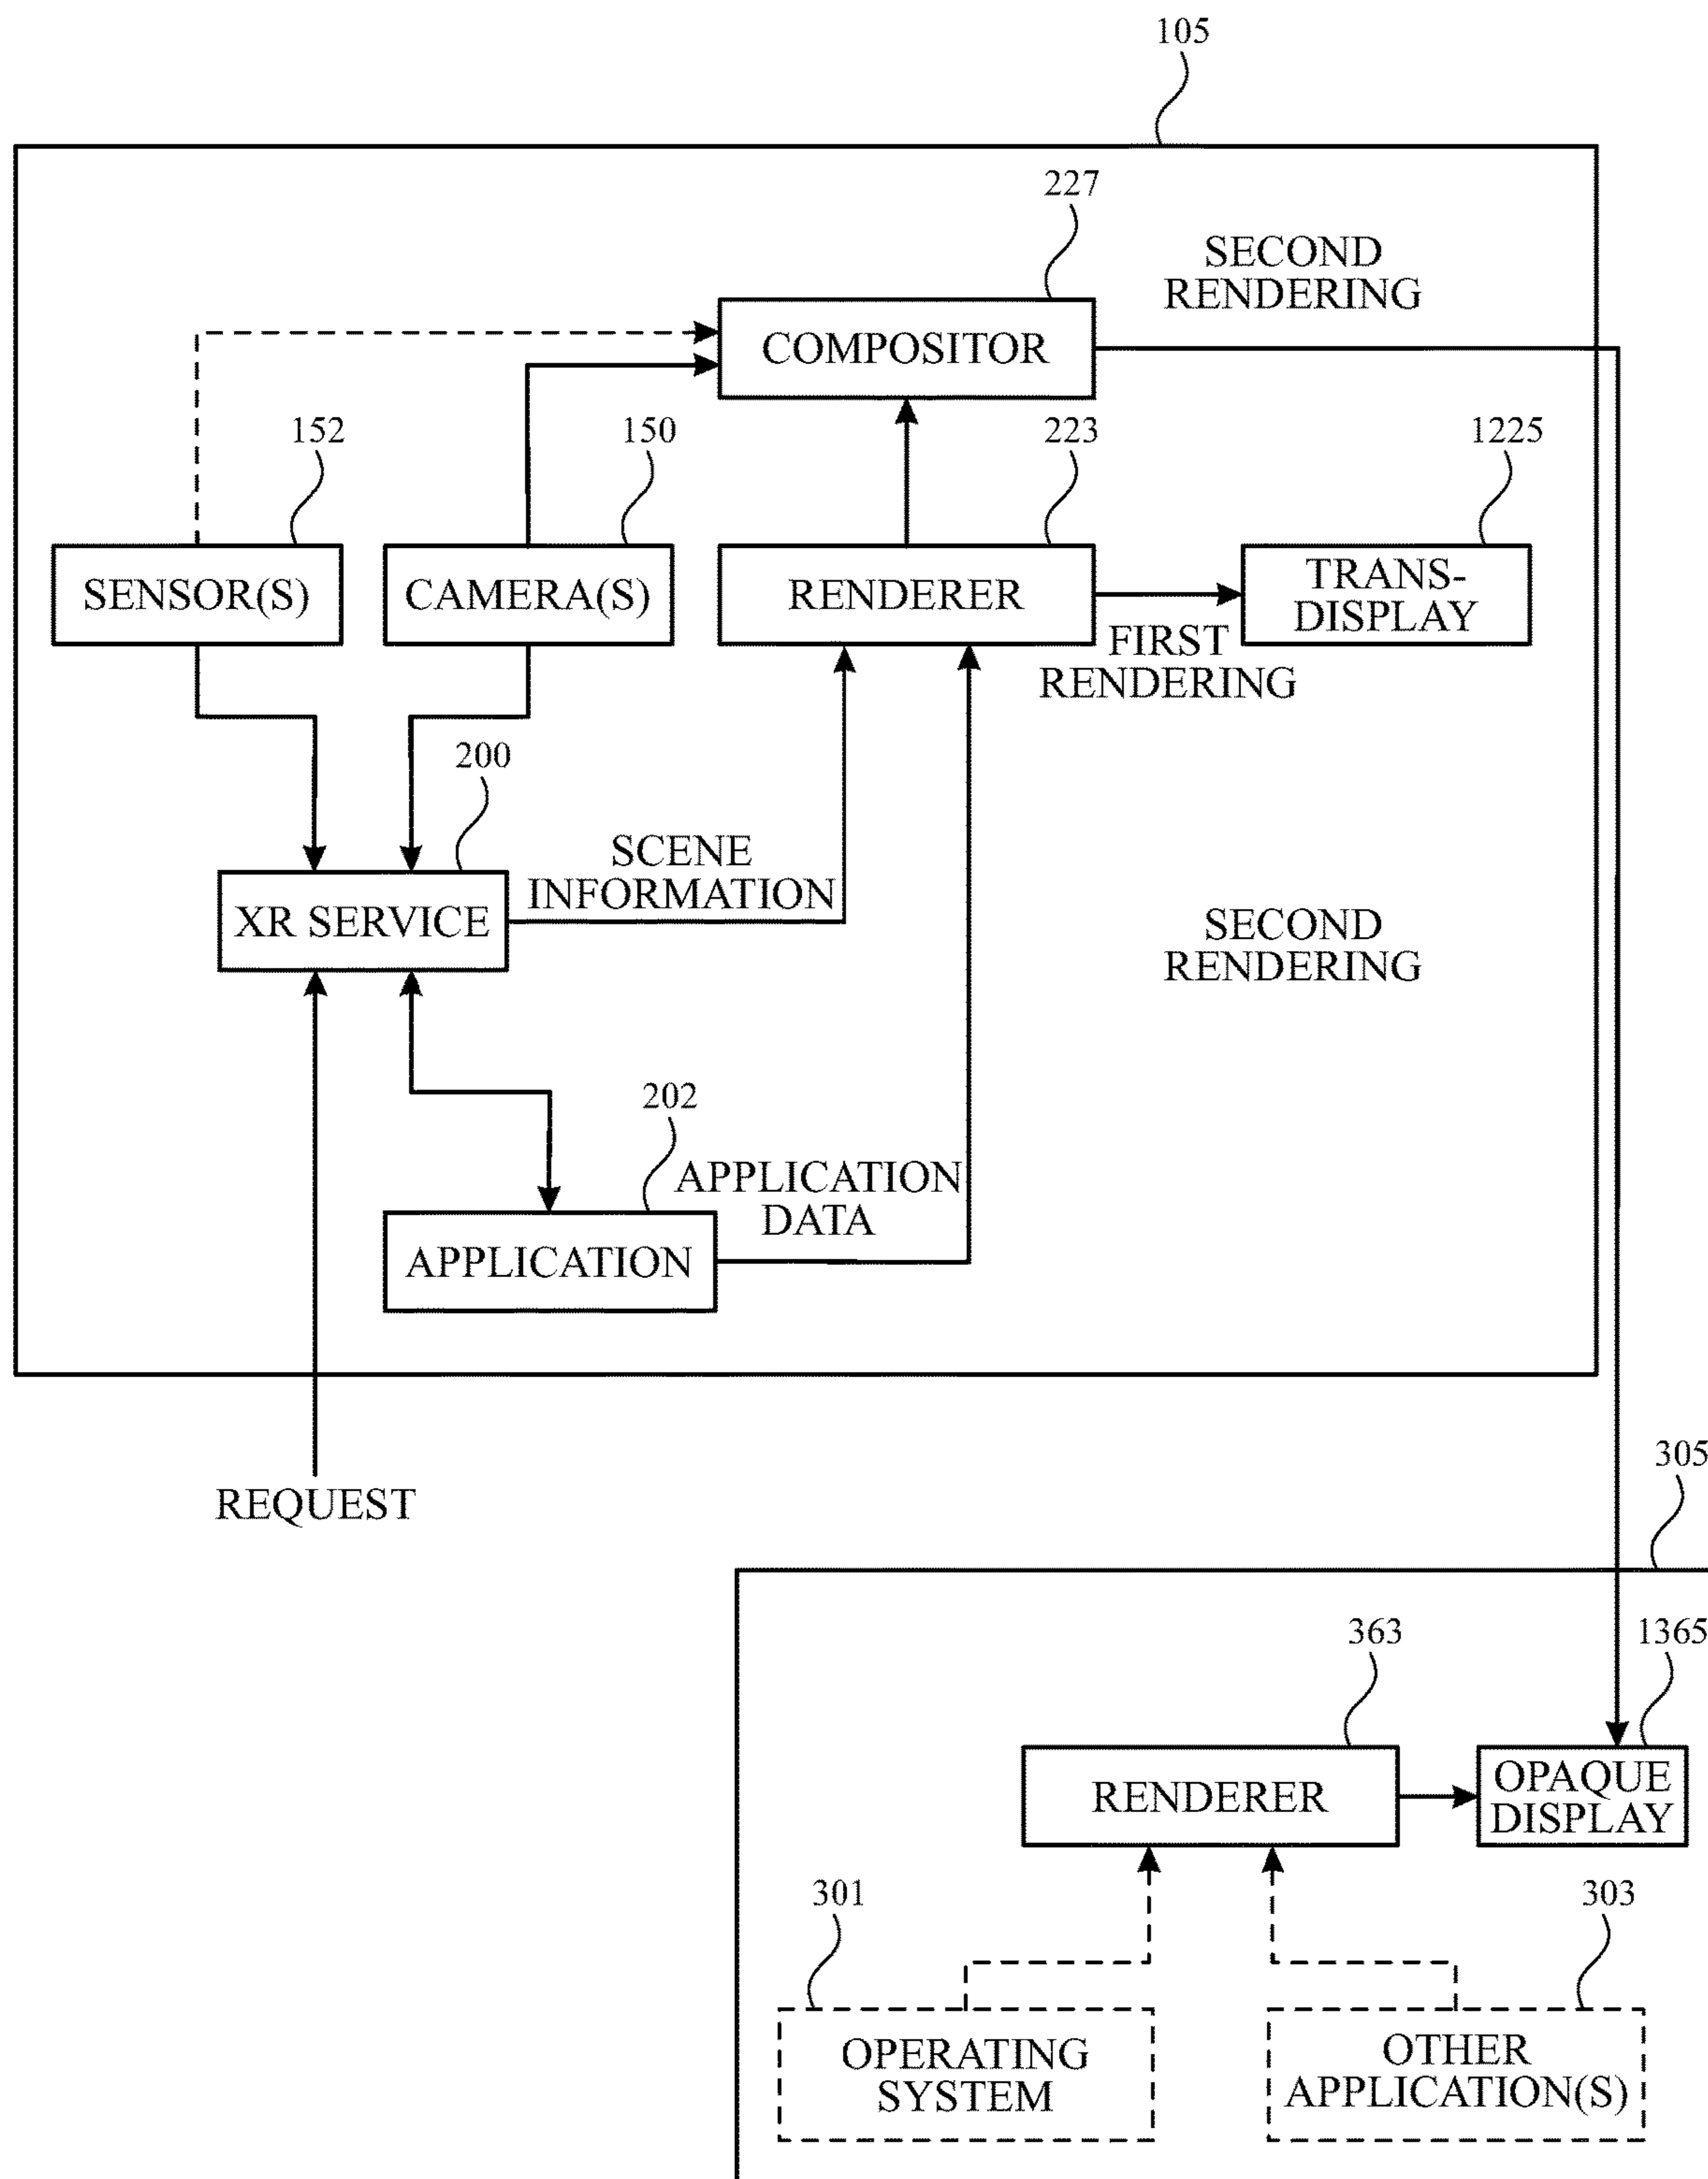 105
227
SECOND
RENDERING
COMPOSITOR
152
150
223
1225
SENSOR(S)
CAMERA(S)
RENDERER
TRANS-
DISPLAY
FIRST
RENDERING
200
SCENE
INFORMATION
XR SERVICE
SECOND
RENDERING
202
APPLICATION
DATA
APPLICATION
REQUEST
305
363
1365
RENDERER
OPAQUE
DISPLAY
301
303
OPERATING
SYSTEM
OTHER
APPLICATION(S)